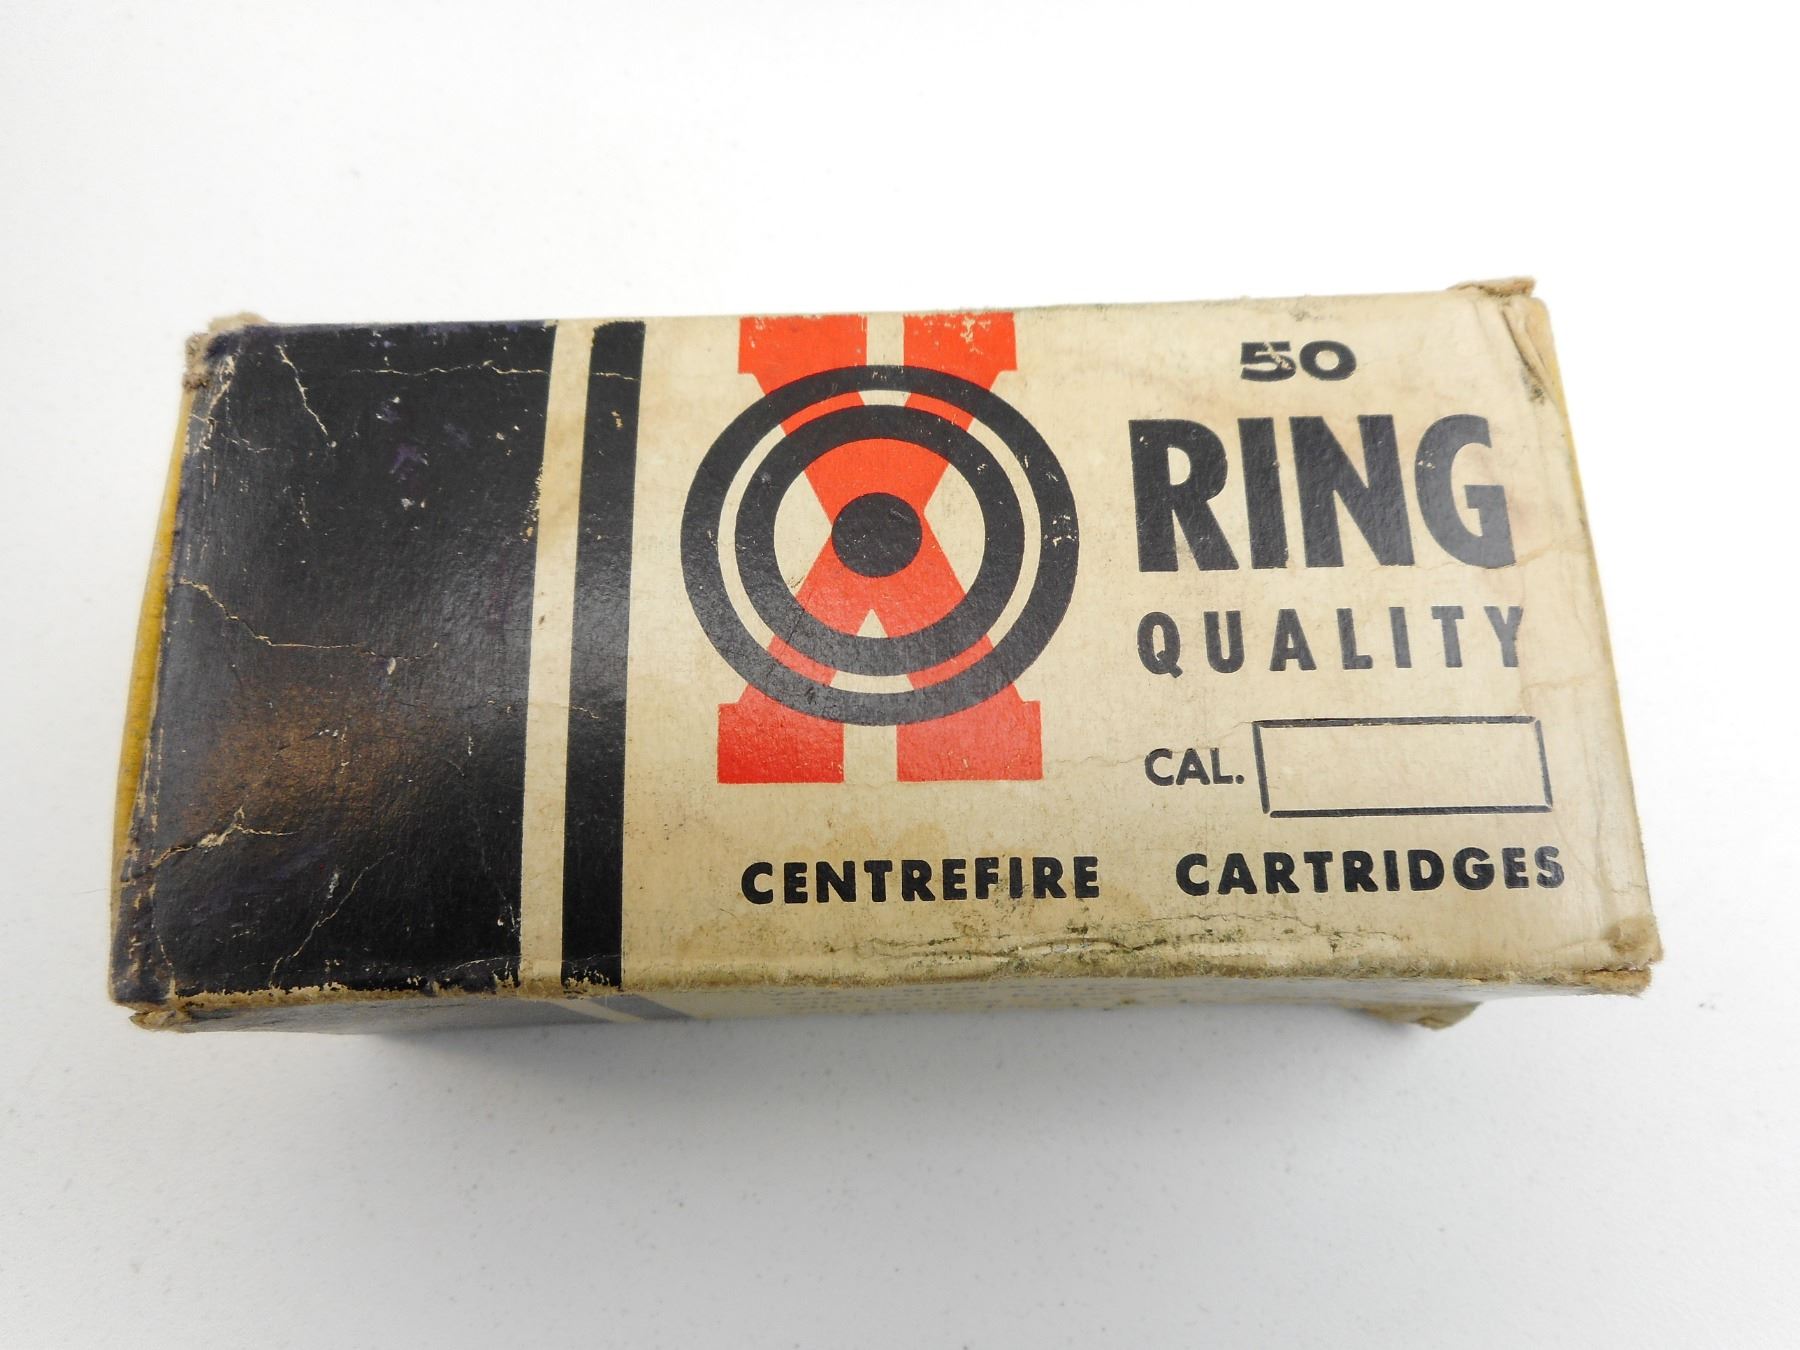 50
RING
QUALITY
CAL.
CENTREFIRE CARTRIDGES
X